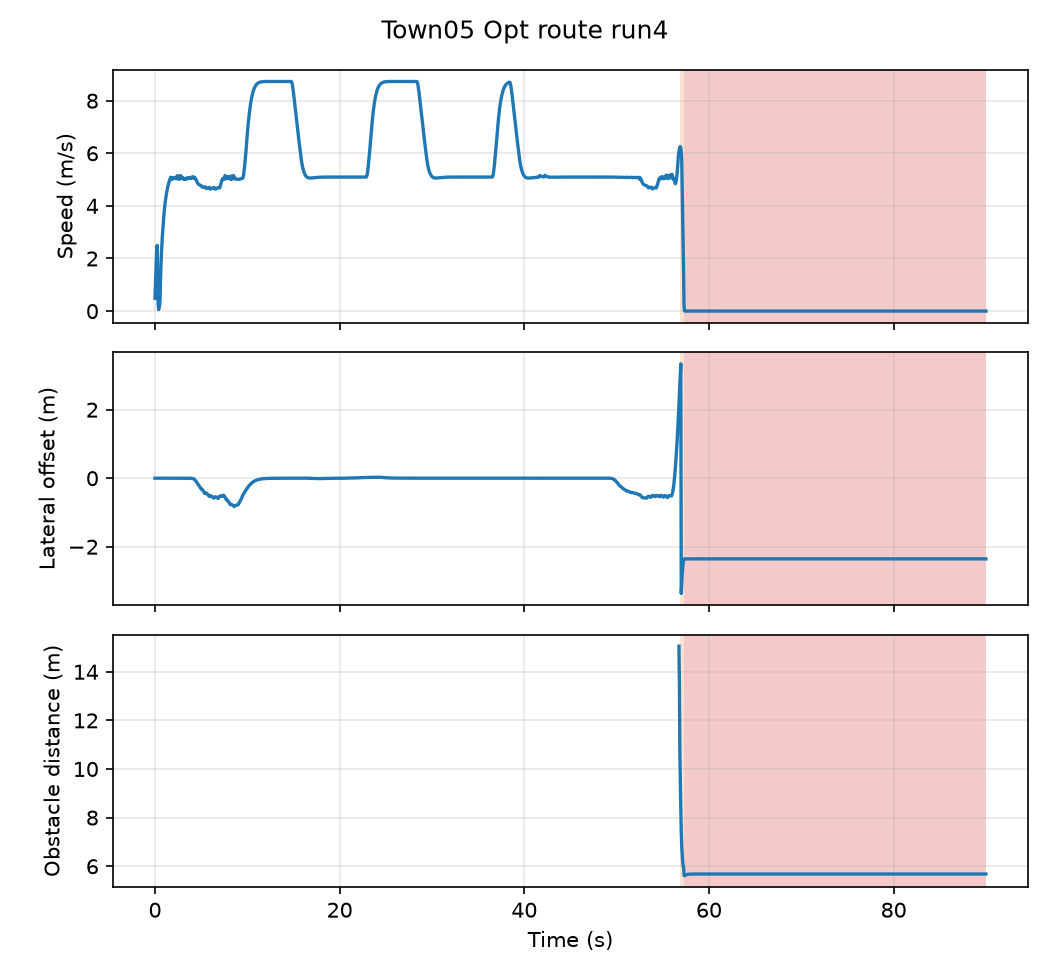 Town05 Opt route run4
Speed (m/s)
8
6
4
2
0
Lateral offset (m)
2
0
−2
Obstacle distance (m)
14
12
10
8
6
0 20 40 60 80
Time (s)